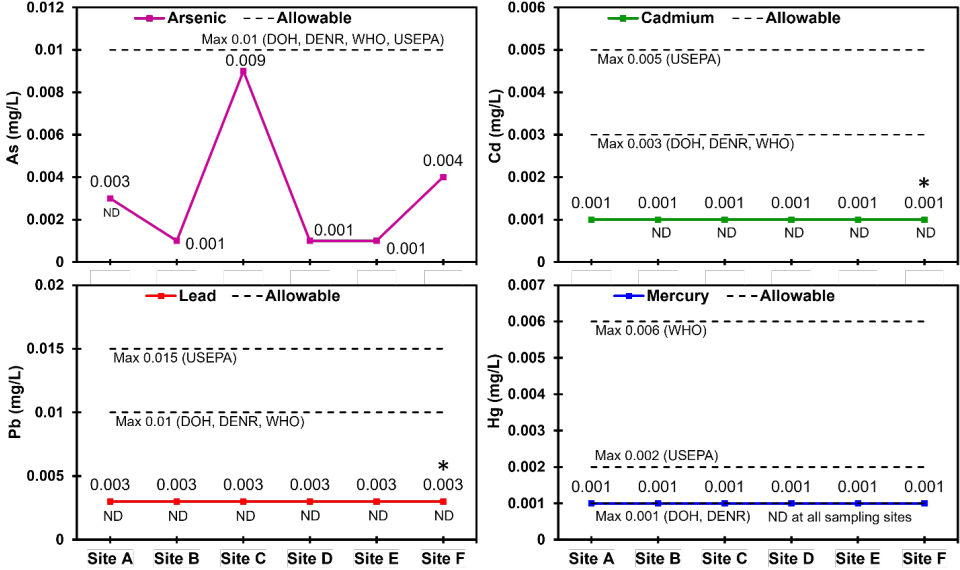 Arsenic Allowable
0.012
0.01
0.008
0.006
0.004
0.002
0
As (mg/L)
Max 0.01 (DOH, DENR, WHO, USEPA)
0.003
ND
0.001
0.009
0.001
0.001
0.004
Cadmium Allowable
0.006
0.005
0.004
0.003
0.002
0.001
0
Cd (mg/L)
Max 0.005 (USEPA)
Max 0.003 (DOH, DENR, WHO)
*
0.001 0.001 0.001 0.001 0.001 0.001
ND ND ND ND ND
Lead Allowable
0.02
0.015
0.01
0.005
0
Pb (mg/L)
Max 0.015 (USEPA)
Max 0.01 (DOH, DENR, WHO)
*
0.003 0.003 0.003 0.003 0.003 0.003
ND ND ND ND ND ND
Site A Site B Site C Site D Site E Site F
Mercury Allowable
0.007
0.006
0.005
0.004
0.003
0.002
0.001
0
Hg (mg/L)
Max 0.006 (WHO)
Max 0.002 (USEPA)
0.001 0.001 0.001 0.001 0.001 0.001
Max 0.001 (DOH, DENR) ND at all sampling sites
Site A Site B Site C Site D Site E Site F